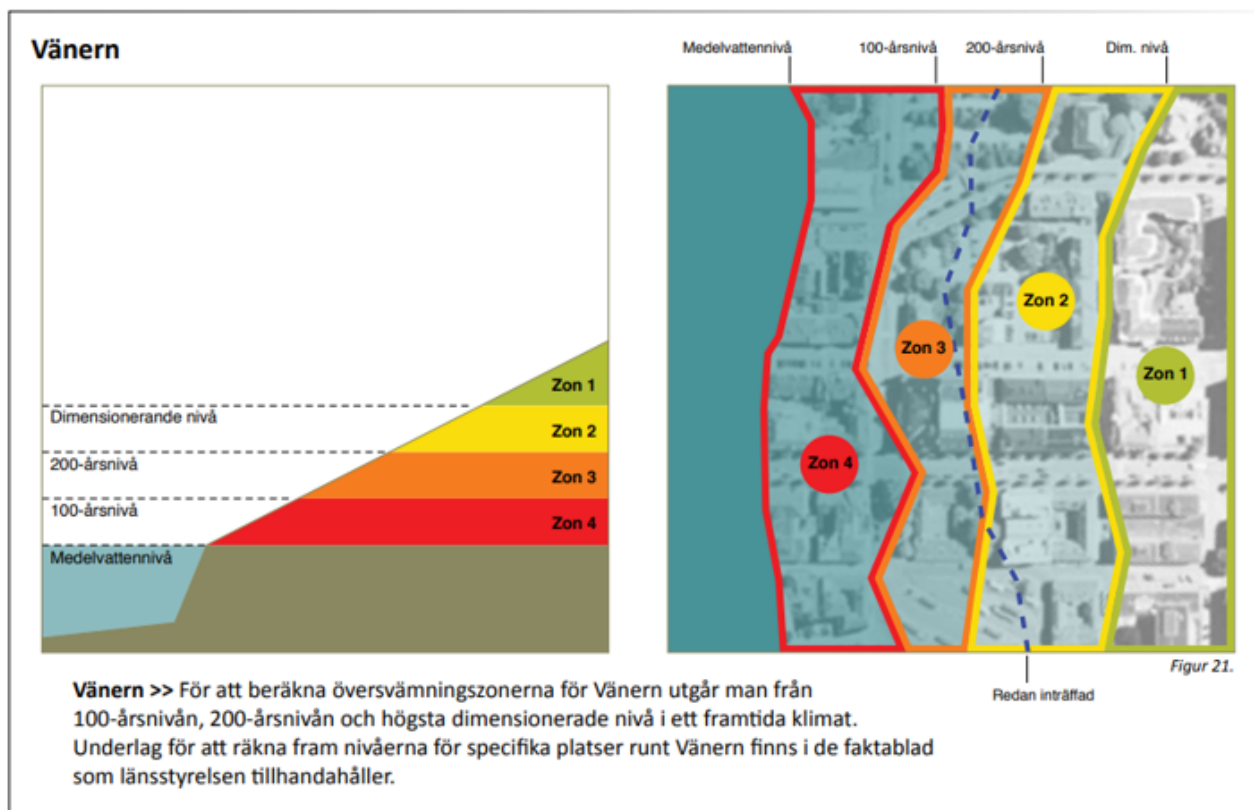 Vänern
Dimensionerande nivå
200-årsnivå
100-årsnivå
Medelvattennivå
Zon 1
Zon 2
Zon 3
Zon 4
Medelvattennivå
100-årsnivå
200-årsnivå
Dim. nivå
Zon 2
Zon 3
Zon 1
Zon 4
Redan inträffad
Figur 21.
Vänern >> För att beräkna översvämningszonerna för Vänern utgår man från
100-årsnivån, 200-årsnivån och högsta dimensionerade nivå i ett framtida klimat.
Underlag för att räkna fram nivåerna för specifika platser runt Vänern finns i de faktablad
som länsstyrelsen tillhandahåller.